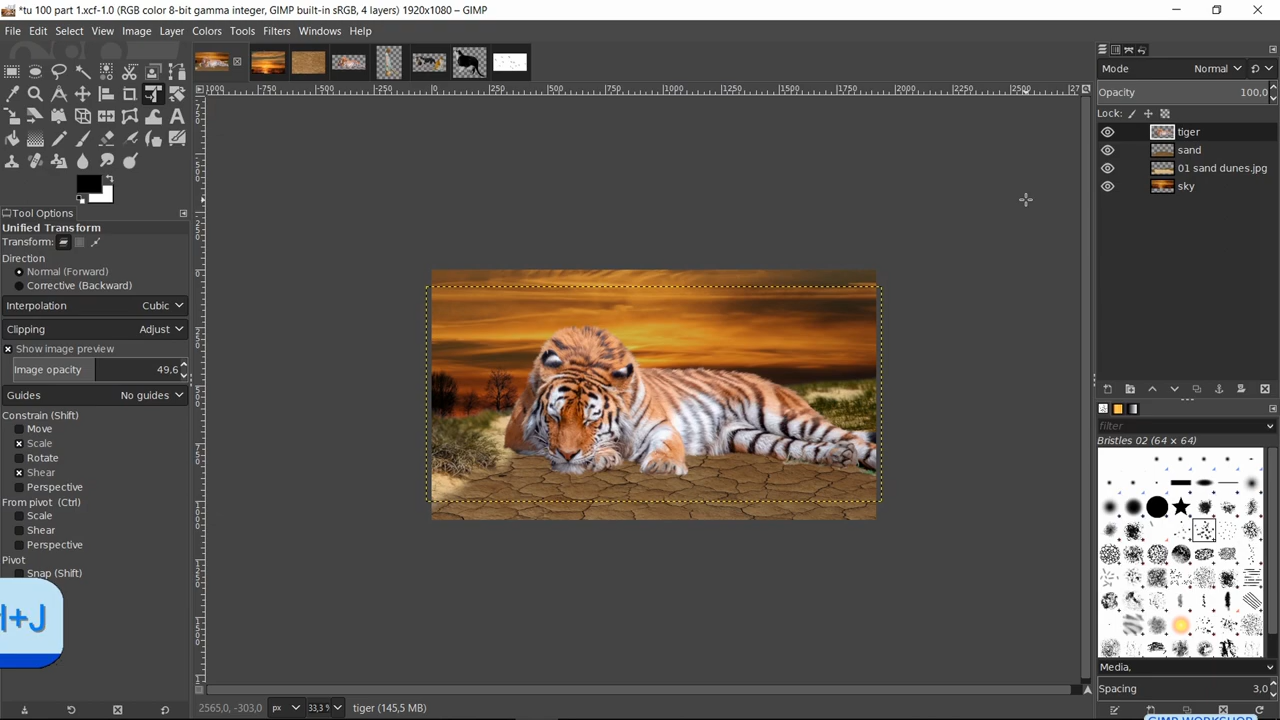 *tu 100 part 1.xcf-1.0 (RGB color 8-bit gamma integer, GIMP built-in sRGB, 4 layers) 1920x1080 – GIMP
File Edit Select View Image Layer Colors Tools Filters Windows Help
Mode Normal
Opacity 100,0
Lock:
tiger
sand
01 sand dunes.jpg
sky
Tool Options
Unified Transform
Transform:
Direction
Normal (Forward)
Corrective (Backward)
Interpolation Cubic
Clipping Adjust
Show image preview
Image opacity 49,6
Guides No guides
Constrain (Shift)
Move
Scale
Rotate
Shear
Perspective
From pivot (Ctrl)
Scale
Shear
Perspective
Pivot
Snap (Shift)
+J
filter
Bristles 02 (64 × 64)
Media,
Spacing 3,0
2565,0, -303,0 px 33,3 % tiger (145,5 MB)
GIMP WORKSHOP